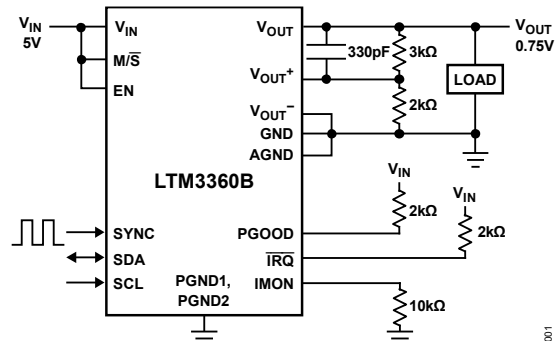 VIN
5V
VIN
M/S̅
EN
SYNC
SDA
SCL
LTM3360B
PGND1,
PGND2
VOUT
VOUT+
VOUT−
GND
AGND
PGOOD
I̅R̅Q̅
IMON
330pF
3kΩ
2kΩ
LOAD
VOUT
0.75V
VIN
2kΩ
VIN
2kΩ
10kΩ
001